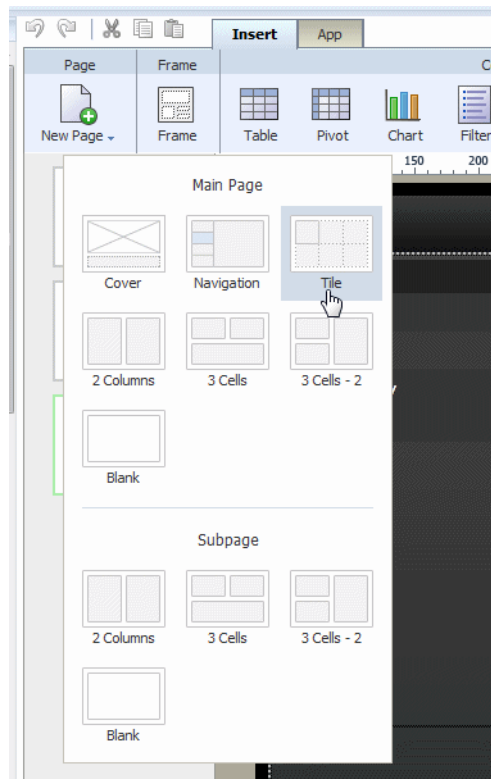 Insert App
Page Frame C
New Page Frame Table Pivot Chart Filter
150 200
Main Page
Cover Navigation Tile
2 Columns 3 Cells 3 Cells - 2
Blank
Subpage
2 Columns 3 Cells 3 Cells - 2
Blank